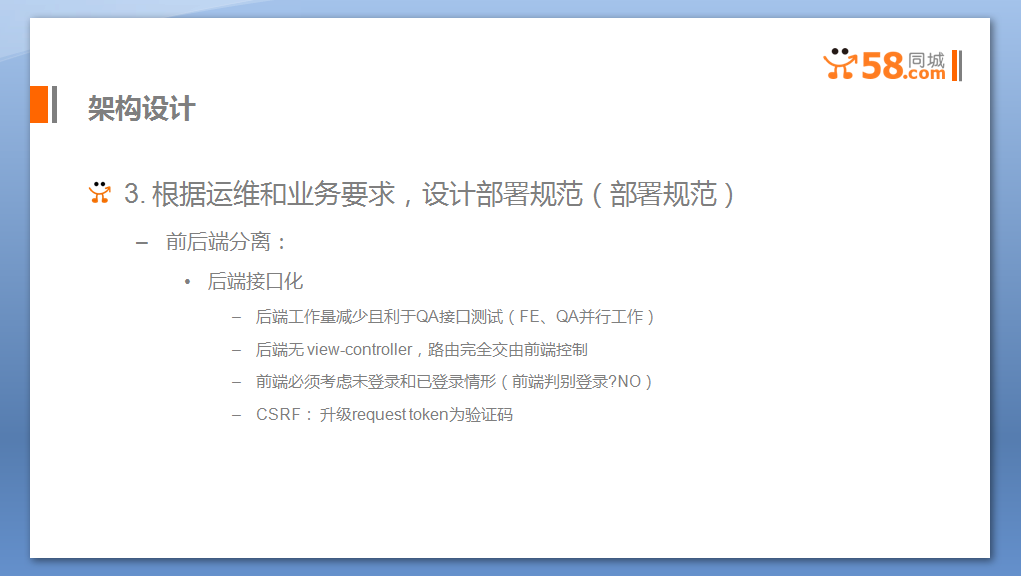 58同城.com
架构设计
3. 根据运维和业务要求，设计部署规范（部署规范）
– 前后端分离：
• 后端接口化
– 后端工作量减少且利于QA接口测试（FE、QA并行工作）
– 后端无view-controller，路由完全交由前端控制
– 前端必须考虑未登录和已登录情形（前端判别登录?NO）
– CSRF： 升级request token为验证码